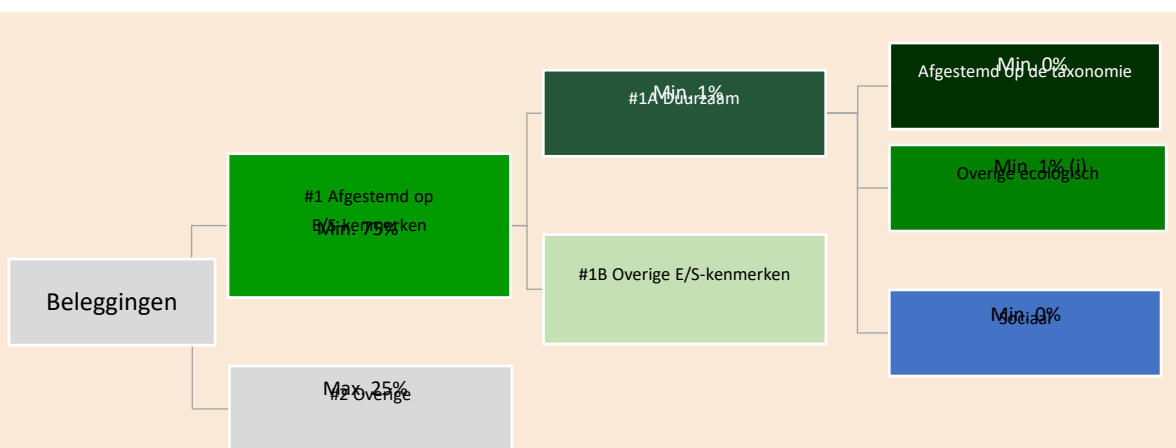 Beleggingen
#1 Afgestemd op
E/S-kenmerken
Min. 75%
Max. 25%
#2 Overige
Min. 1%
#1A Duurzaam
#1B Overige E/S-kenmerken
Min. 0%
Afgestemd op de taxonomie
Min. 1% (i)
Overige ecologisch
Min. 0%
Sociaal